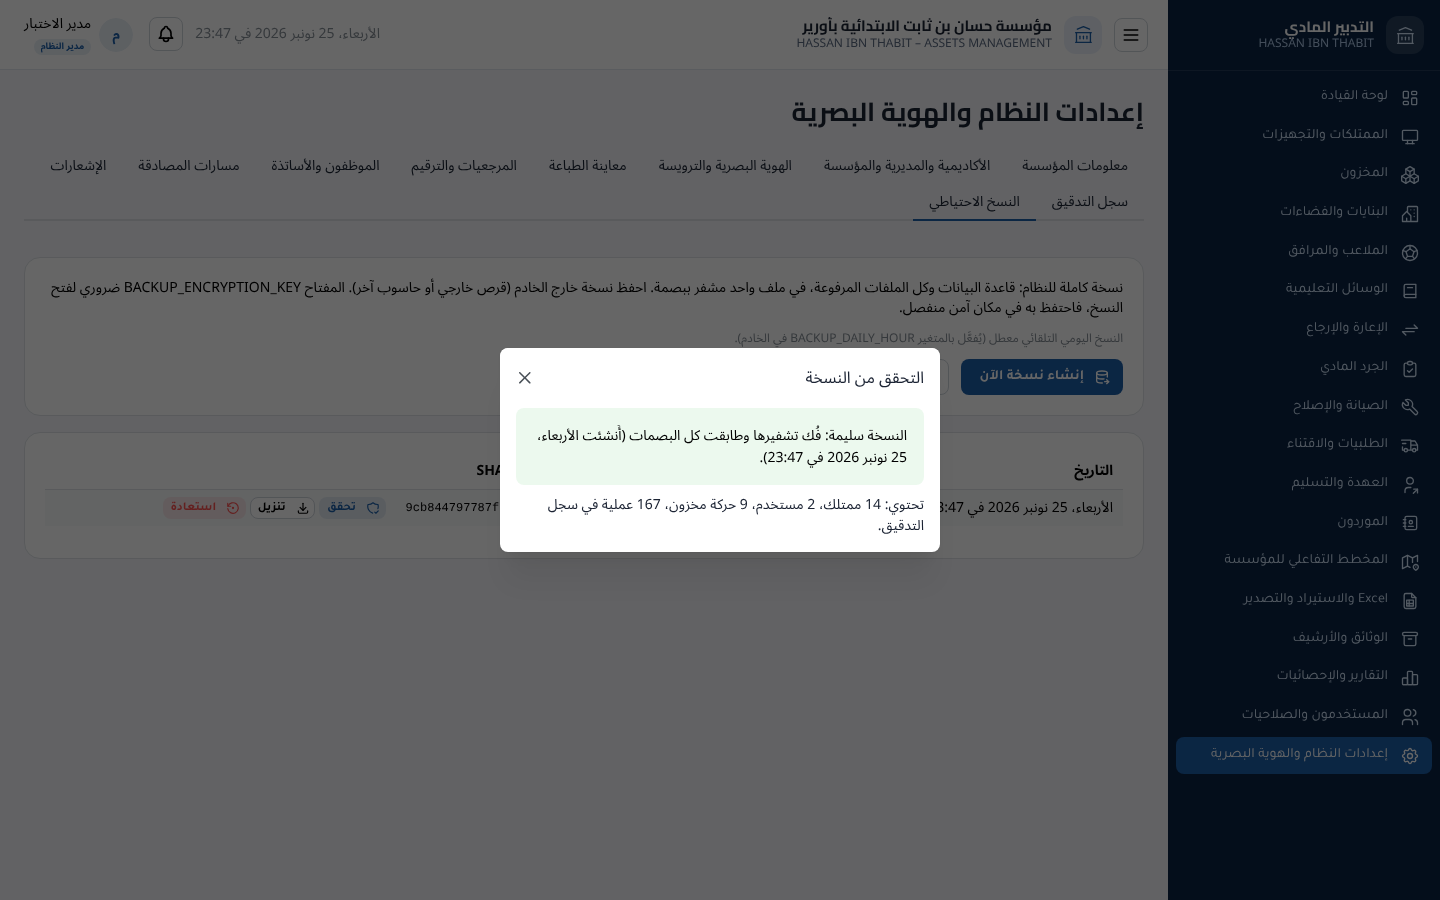 التدبير المادي
HASSAN IBN THABIT
لوحة القيادة
الممتلكات والتجهيزات
المخزون
البنايات والفضاءات
الملاعب والمرافق
الوسائل التعليمية
الإعارة والإرجاع
الجرد المادي
الصيانة والإصلاح
الطلبيات والاقتناء
العهدة والتسليم
الموردون
المخطط التفاعلي للمؤسسة
Excel والاستيراد والتصدير
الوثائق والأرشيف
التقارير والإحصائيات
المستخدمون والصلاحيات
إعدادات النظام والهوية البصرية
مؤسسة حسان بن ثابت الابتدائية بأورير
HASSAN IBN THABIT – ASSETS MANAGEMENT
الأربعاء، 25 نونبر 2026 في 23:47
م
مدير الاختبار
مدير النظام
إعدادات النظام والهوية البصرية
معلومات المؤسسة
الأكاديمية والمديرية والمؤسسة
الهوية البصرية والترويسة
معاينة الطباعة
المرجعيات والترقيم
الموظفون والأساتذة
مسارات المصادقة
الإشعارات
سجل التدقيق
النسخ الاحتياطي
نسخة كاملة للنظام: قاعدة البيانات وكل الملفات المرفوعة، في ملف واحد مشفر ببصمة. احفظ نسخة خارج الخادم (قرص خارجي أو حاسوب آخر). المفتاح BACKUP_ENCRYPTION_KEY ضروري لفتح
النسخ، فاحتفظ به في مكان آمن منفصل.
النسخ اليومي التلقائي معطل (يُفعَّل بالمتغير BACKUP_DAILY_HOUR في الخادم).
إنشاء نسخة الآن
التحقق من النسخة
النسخة سليمة: فُك تشفيرها وطابقت كل البصمات (أُنشئت الأربعاء،
25 نونبر 2026 في 23:47).
تحتوي: 14 ممتلك، 2 مستخدم، 9 حركة مخزون، 167 عملية في سجل
التدقيق.
التاريخ
SHA
الأربعاء، 25 نونبر 2026 في 3:47
9cb844797787f
تحقق
تنزيل
استعادة